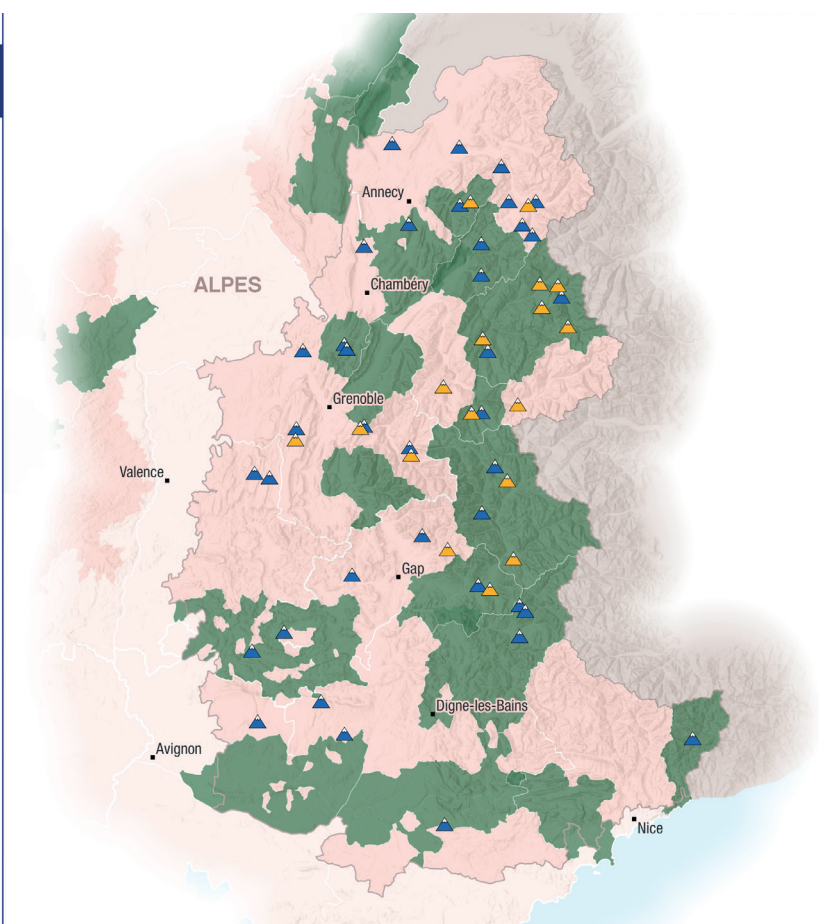 Annecy
ALPES
Chambéry
Grenoble
Valence
Gap
Digne-les-Bains
Avignon
Nice